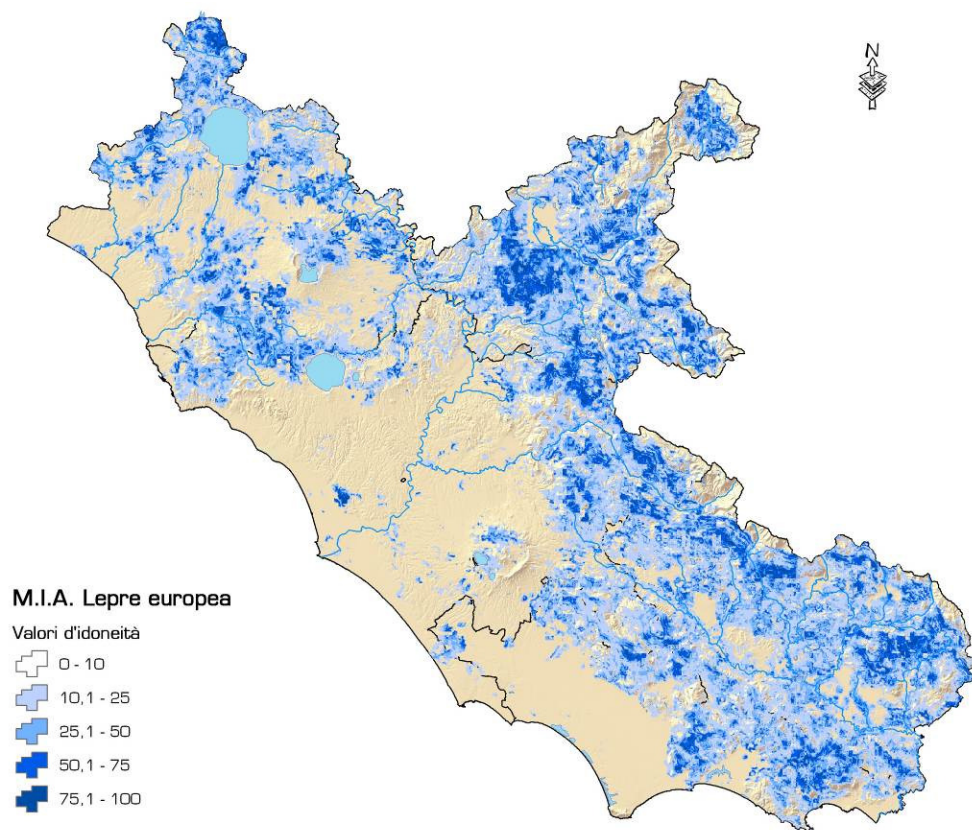 N
M.I.A. Lepre europea
Valori d'idoneità
0 - 10
10,1 - 25
25,1 - 50
50,1 - 75
75,1 - 100